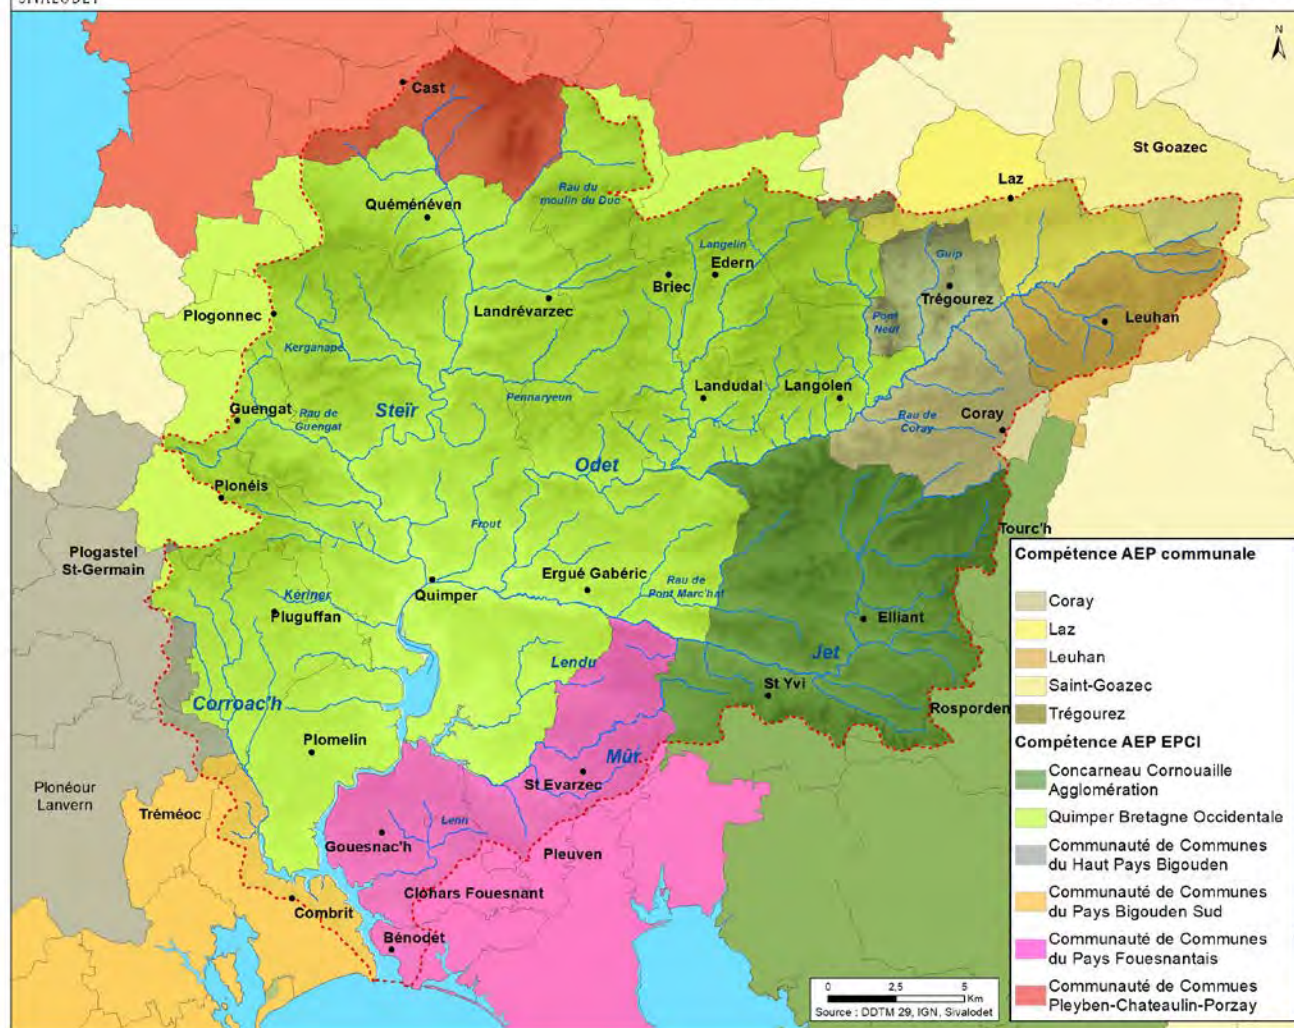 N
Cast
St Goazec
Laz
Rau du
moulin du Duc
Quéménéven
Langelin
Edern
Guip
Briec
Trégourez
Landrévarzec
Plogonnec
Pont
Neuf
Leuhan
Kerganapé
Landudal
Langolen
Pennaryeun
Guengat
Rau de
Guengat
Steïr
Rau de
Coray
Coray
Odet
Plonéis
Frout
Tourc'h
Plogastel
St-Germain
Ergué Gabéric
Rau de
Pont Marc'hat
Quimper
Keriner
Pluguffan
Elliant
Jet
Lendu
St Yvi
Corroac'h
Rosporden
Plomelin
Mûr
St Evarzec
Plonéour
Lanvern
Tréméoc
Lenn
Gouesnac'h
Pleuven
Clohars Fouesnant
Combrit
Bénodét
Compétence AEP communale
Coray
Laz
Leuhan
Saint-Goazec
Trégourez
Compétence AEP EPCI
Concarneau Cornouaille
Agglomération
Quimper Bretagne Occidentale
Communauté de Communes
du Haut Pays Bigouden
Communauté de Communes
du Pays Bigouden Sud
Communauté de Communes
du Pays Fouesnantais
Communauté de Commues
Pleyben-Chateaulin-Porzay
0 2.5 5
Km
Source : DDTM 29, IGN, Sivalodet